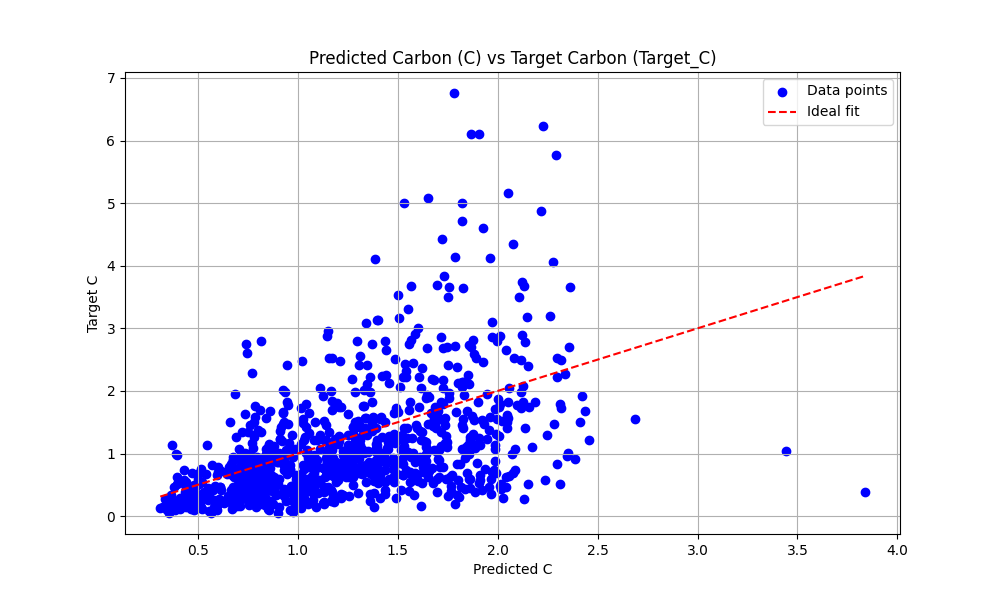 Predicted Carbon (C) vs Target Carbon (Target_C)
Data points
Ideal fit
Target C
7
6
5
4
3
2
1
0
0.5 1.0 1.5 2.0 2.5 3.0 3.5 4.0
Predicted C